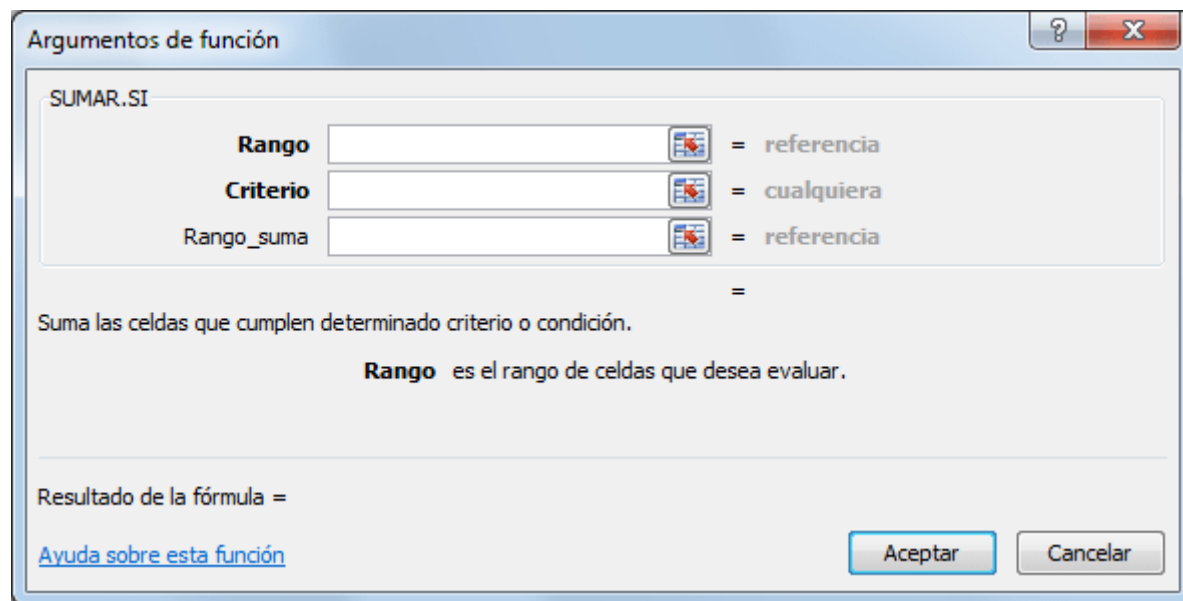 Argumentos de función
SUMAR.SI
Rango = referencia
Criterio = cualquiera
Rango_suma = referencia
=
Suma las celdas que cumplen determinado criterio o condición.
Rango es el rango de celdas que desea evaluar.
Resultado de la fórmula =
Ayuda sobre esta función
Aceptar Cancelar